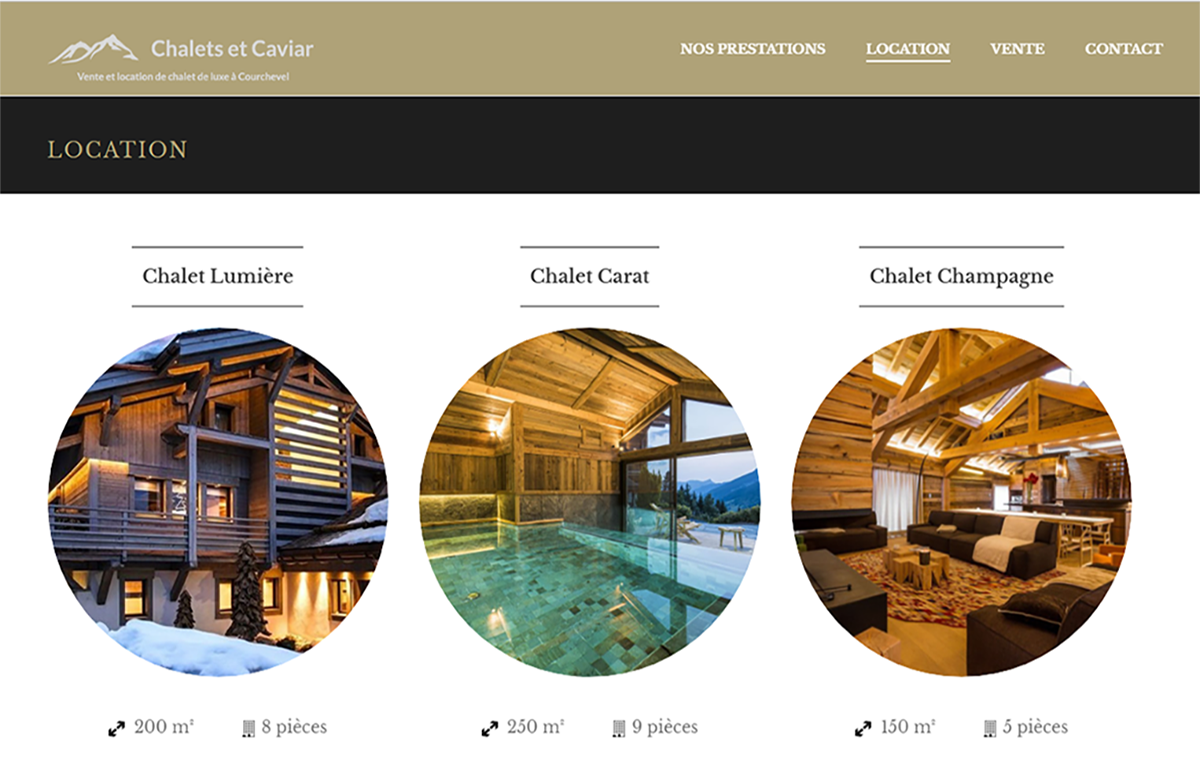 Chalets et Caviar
Vente et location de chalet de luxe à Courchevel
NOS PRESTATIONS LOCATION VENTE CONTACT
LOCATION
Chalet Lumière Chalet Carat Chalet Champagne
200 m² 8 pièces 250 m² 9 pièces 150 m² 5 pièces